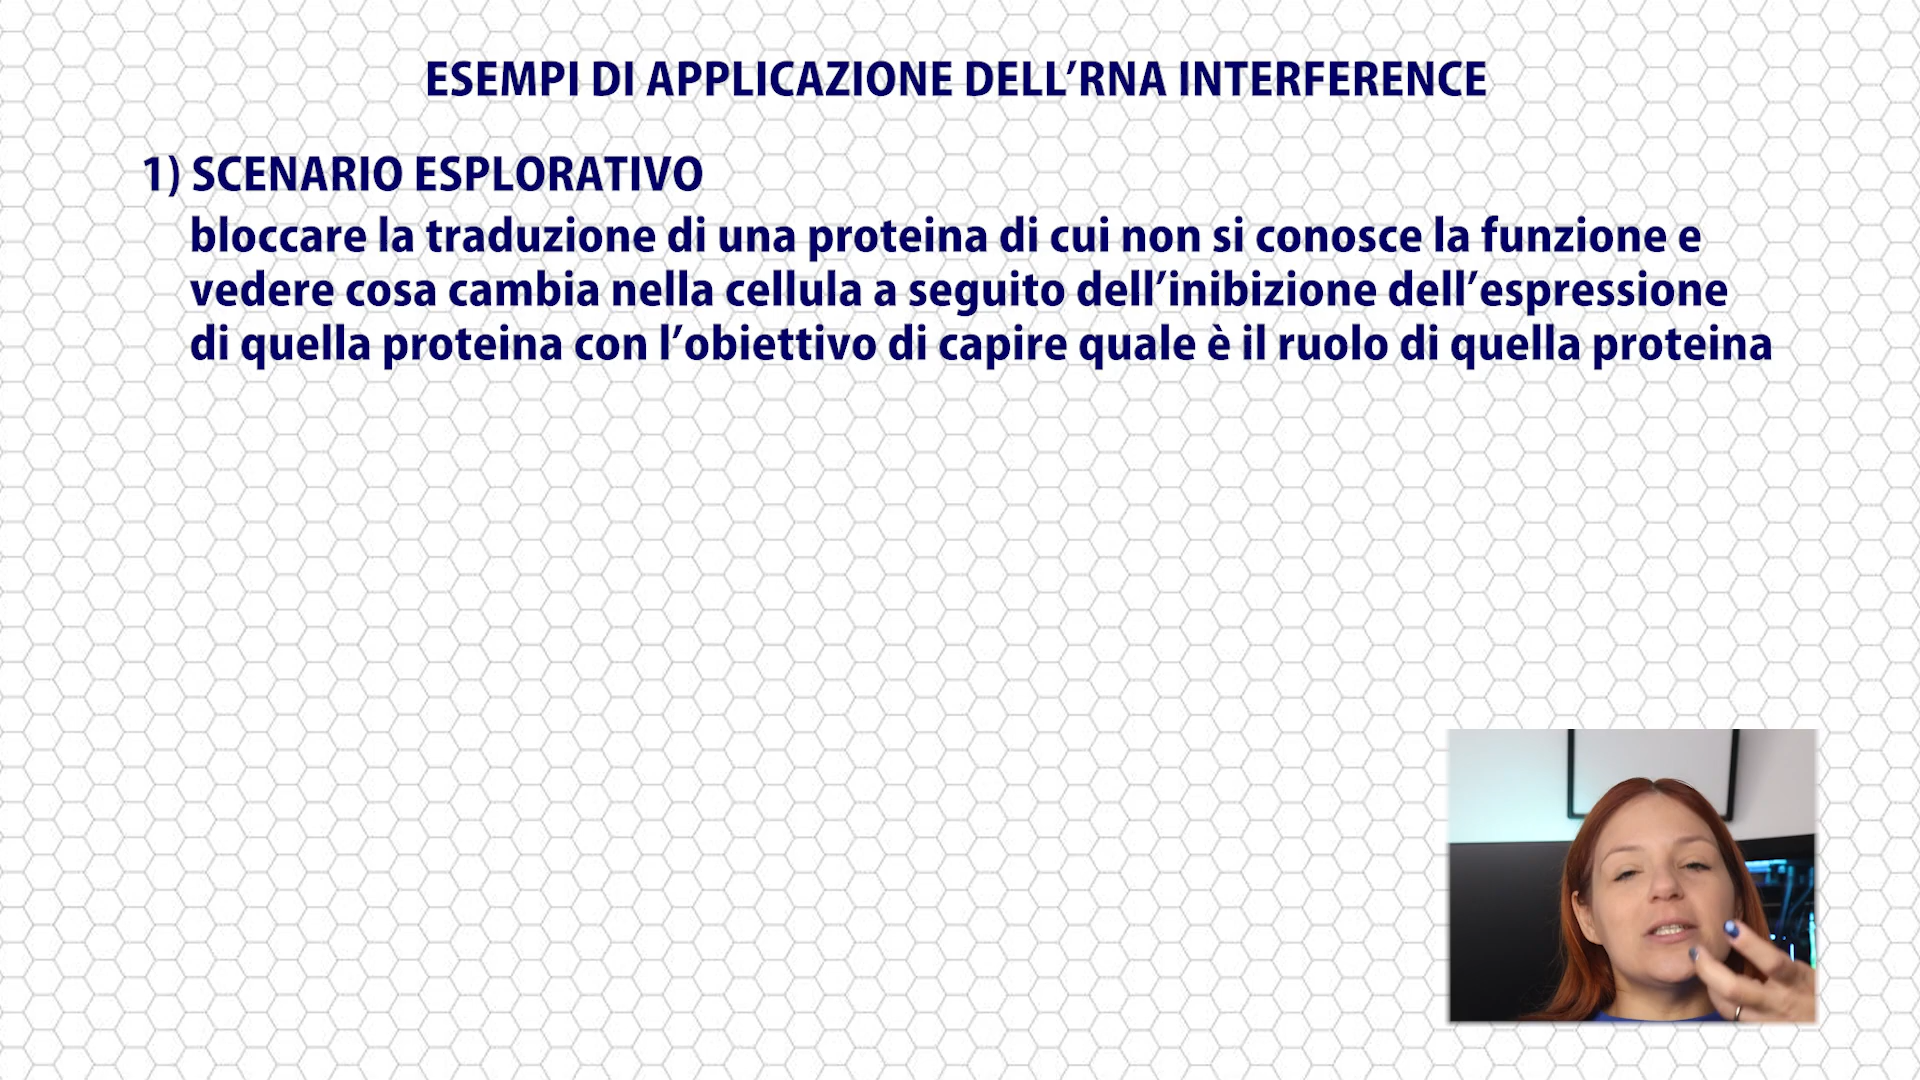 ESEMPI DI APPLICAZIONE DELL’RNA INTERFERENCE
1) SCENARIO ESPLORATIVO
bloccare la traduzione di una proteina di cui non si conosce la funzione e
vedere cosa cambia nella cellula a seguito dell’inibizione dell’espressione
di quella proteina con l’obiettivo di capire quale è il ruolo di quella proteina